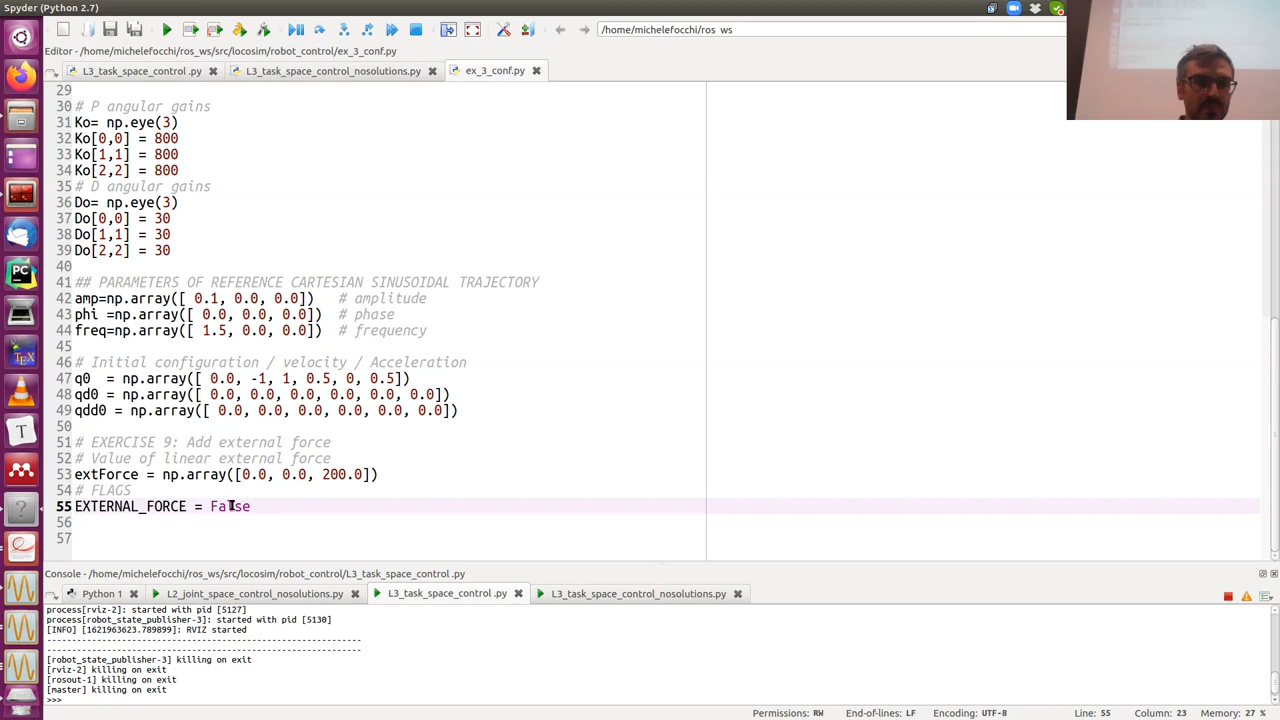 Spyder (Python 2.7)
/home/michelefocchi/ros_ws
Editor - /home/michelefocchi/ros_ws/src/locosim/robot_control/ex_3_conf.py
L3_task_space_control .py
L3_task_space_control_nosolutions.py
ex_3_conf.py
29
30 # P angular gains
31 Ko= np.eye(3)
32 Ko[0,0] = 800
33 Ko[1,1] = 800
34 Ko[2,2] = 800
35 # D angular gains
36 Do= np.eye(3)
37 Do[0,0] = 30
38 Do[1,1] = 30
39 Do[2,2] = 30
40
41 ## PARAMETERS OF REFERENCE CARTESIAN SINUSOIDAL TRAJECTORY
42 amp=np.array([ 0.1, 0.0, 0.0])   # amplitude
43 phi =np.array([ 0.0, 0.0, 0.0])   # phase
44 freq=np.array([ 1.5, 0.0, 0.0])  # frequency
45
46 # Initial configuration / velocity / Acceleration
47 q0  = np.array([ 0.0, -1, 1, 0.5, 0, 0.5])
48 qd0 = np.array([ 0.0, 0.0, 0.0, 0.0, 0.0, 0.0])
49 qdd0 = np.array([ 0.0, 0.0, 0.0, 0.0, 0.0, 0.0])
50
51 # EXERCISE 9: Add external force
52 # Value of linear external force
53 extForce = np.array([0.0, 0.0, 200.0])
54 # FLAGS
55 EXTERNAL_FORCE = False
56
57
Console - /home/michelefocchi/ros_ws/src/locosim/robot_control/L3_task_space_control .py
Python 1
L2_joint_space_control_nosolutions.py
L3_task_space_control .py
L3_task_space_control_nosolutions.py
process[rviz-2]: started with pid [5127]
process[robot_state_publisher-3]: started with pid [5130]
[INFO] [1621963623.789899]: RVIZ started
----------------------------------------------------------------
----------------------------------------------------------------
[robot_state_publisher-3] killing on exit
[rviz-2] killing on exit
[rosout-1] killing on exit
[master] killing on exit
>>>
Permissions: RW
End-of-lines: LF
Encoding: UTF-8
Line: 55
Column: 23
Memory: 27 %
PC
TEX
T
?